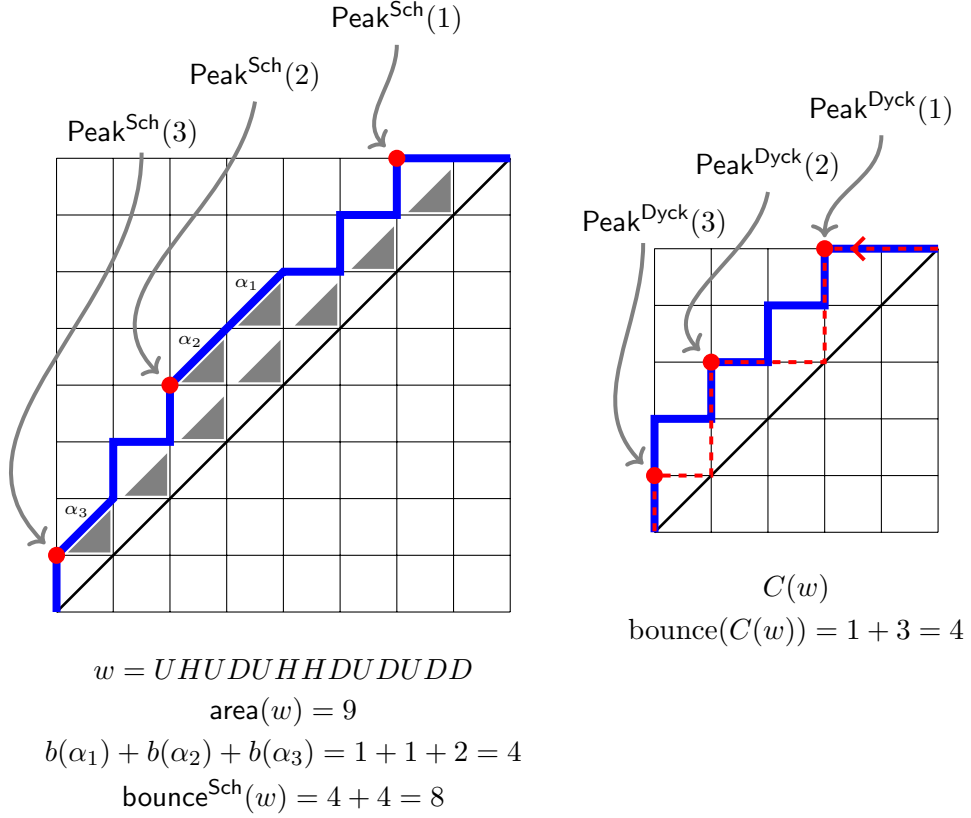 Peak^Sch(1)
Peak^Sch(2)
Peak^Sch(3)
α₁
α₂
α₃
w = UHUDUHHDUDUDD
area(w) = 9
b(α₁) + b(α₂) + b(α₃) = 1 + 1 + 2 = 4
bounce^Sch(w) = 4 + 4 = 8
Peak^Dyck(1)
Peak^Dyck(2)
Peak^Dyck(3)
C(w)
bounce(C(w)) = 1 + 3 = 4